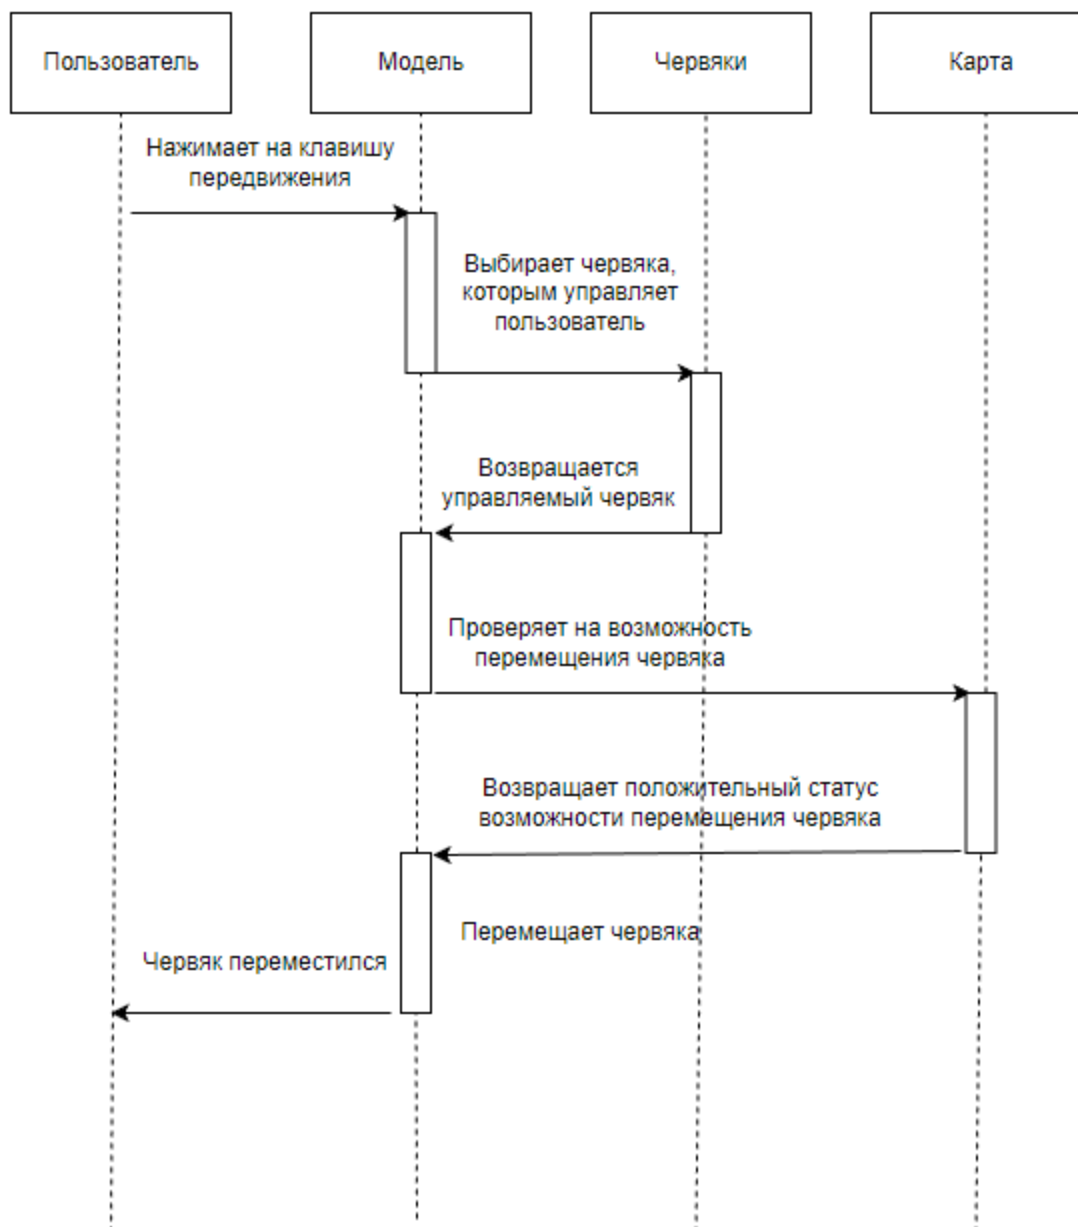 Пользователь
Модель
Червяки
Карта
Нажимает на клавишу
передвижения
Выбирает червяка,
которым управляет
пользователь
Возвращается
управляемый червяк
Проверяет на возможность
перемещения червяка
Возвращает положительный статус
возможности перемещения червяка
Перемещает червяка
Червяк переместился